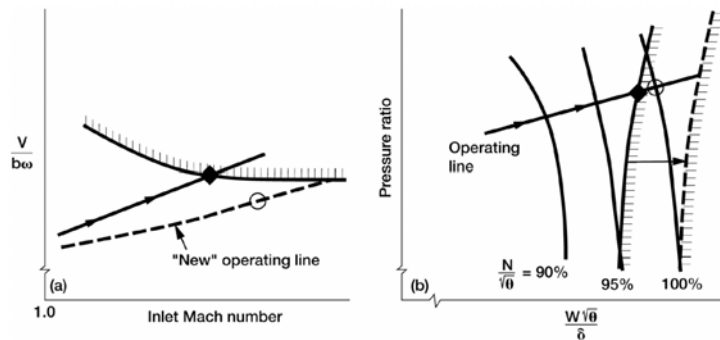 V
bω
"New" operating line
(a)
1.0
Inlet Mach number
Pressure ratio
Operating
line
N
√θ
= 90%
95%
100%
(b)
W√θ
δ